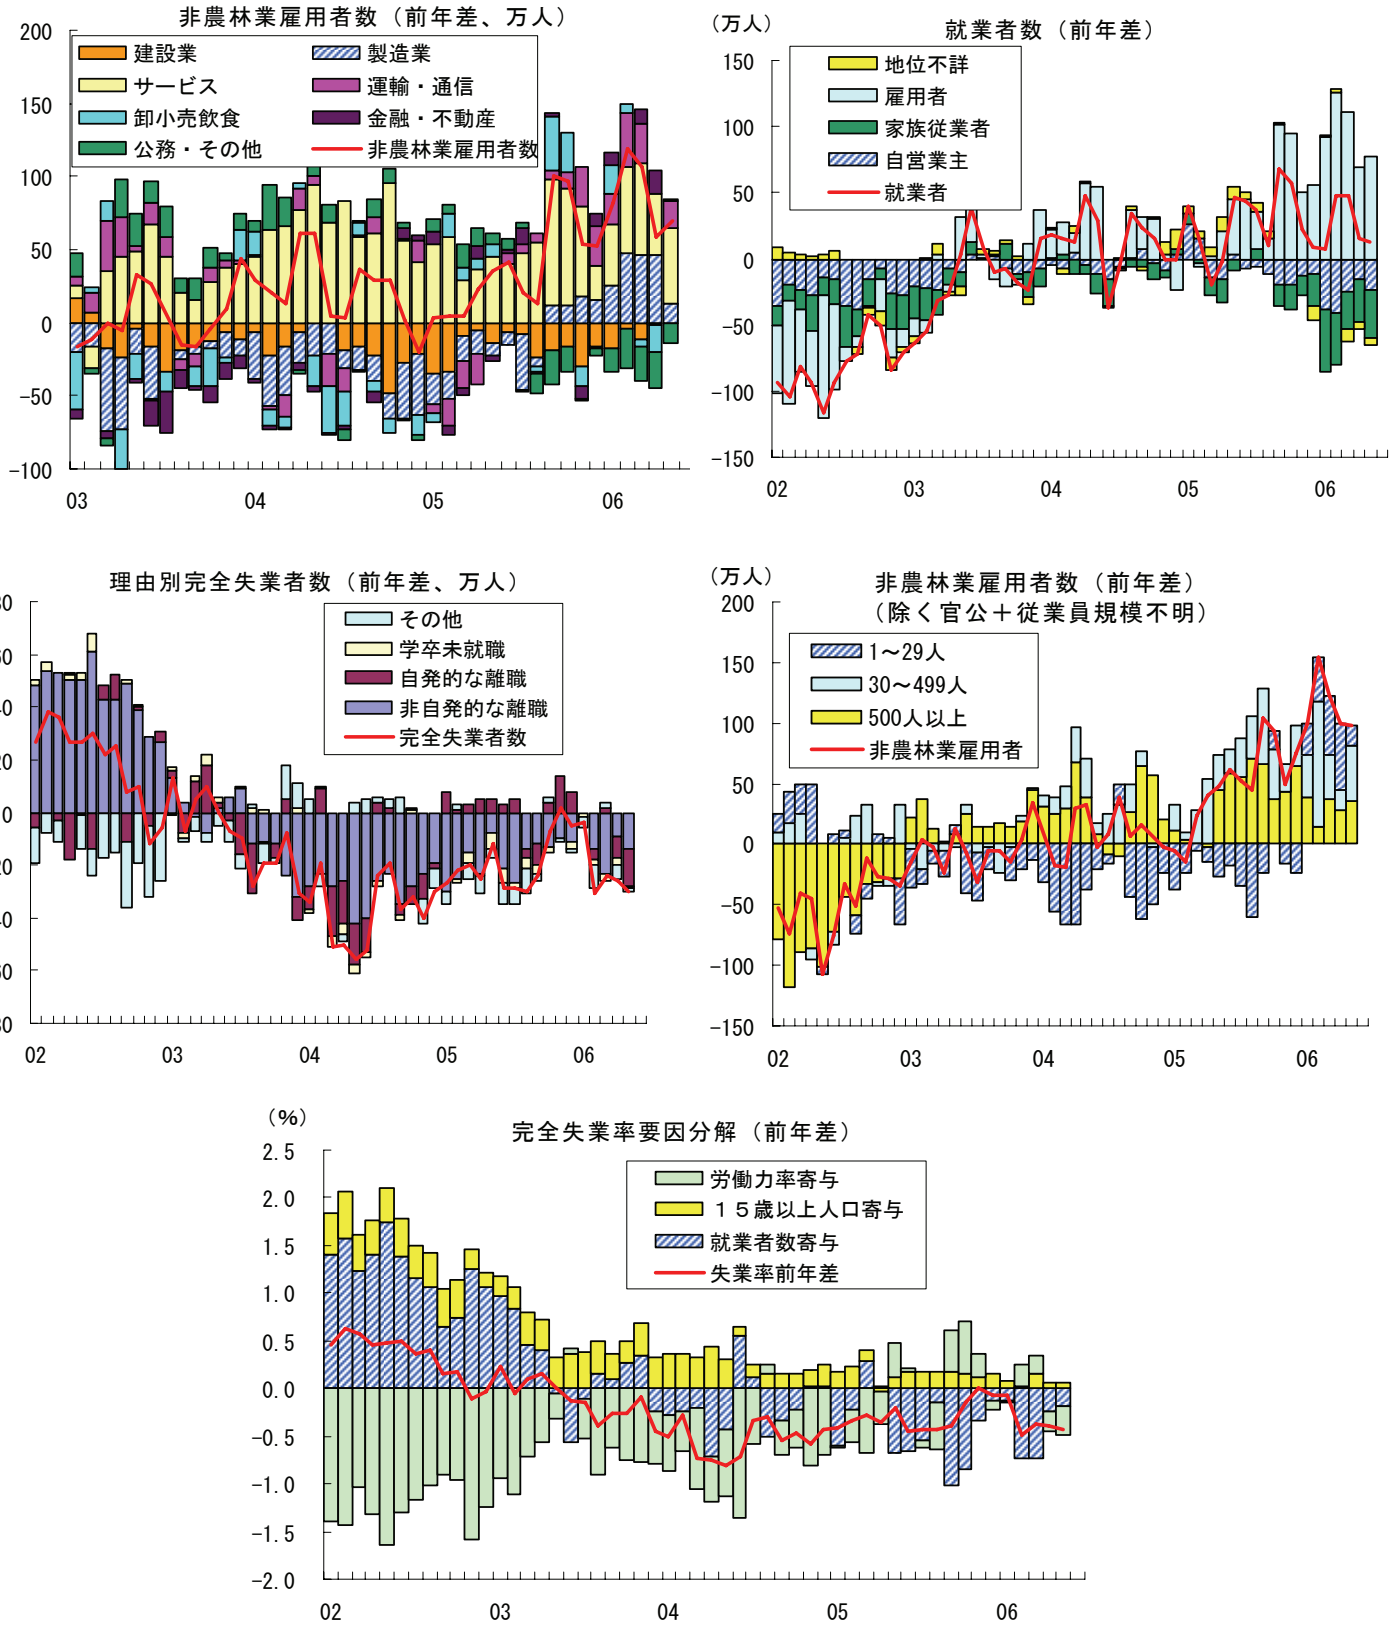 非農林業雇用者数（前年差、万人）
建設業
製造業
サービス
運輸・通信
卸小売飲食
金融・不動産
公務・その他
非農林業雇用者数
200
150
100
50
0
-50
-100
03 04 05 06
（万人）
就業者数（前年差）
地位不詳
雇用者
家族従業者
自営業主
就業者
150
100
50
0
-50
-100
-150
02 03 04 05 06
理由別完全失業者数（前年差、万人）
その他
学卒未就職
自発的な離職
非自発的な離職
完全失業者数
80
60
40
20
0
20
40
60
80
02 03 04 05 06
（万人）
非農林業雇用者数（前年差）
（除く官公＋従業員規模不明）
1～29人
30～499人
500人以上
非農林業雇用者
200
150
100
50
0
-50
-100
-150
02 03 04 05 06
（%）
完全失業率要因分解（前年差）
労働力率寄与
１５歳以上人口寄与
就業者数寄与
失業率前年差
2.5
2.0
1.5
1.0
0.5
0.0
-0.5
-1.0
-1.5
-2.0
02 03 04 05 06